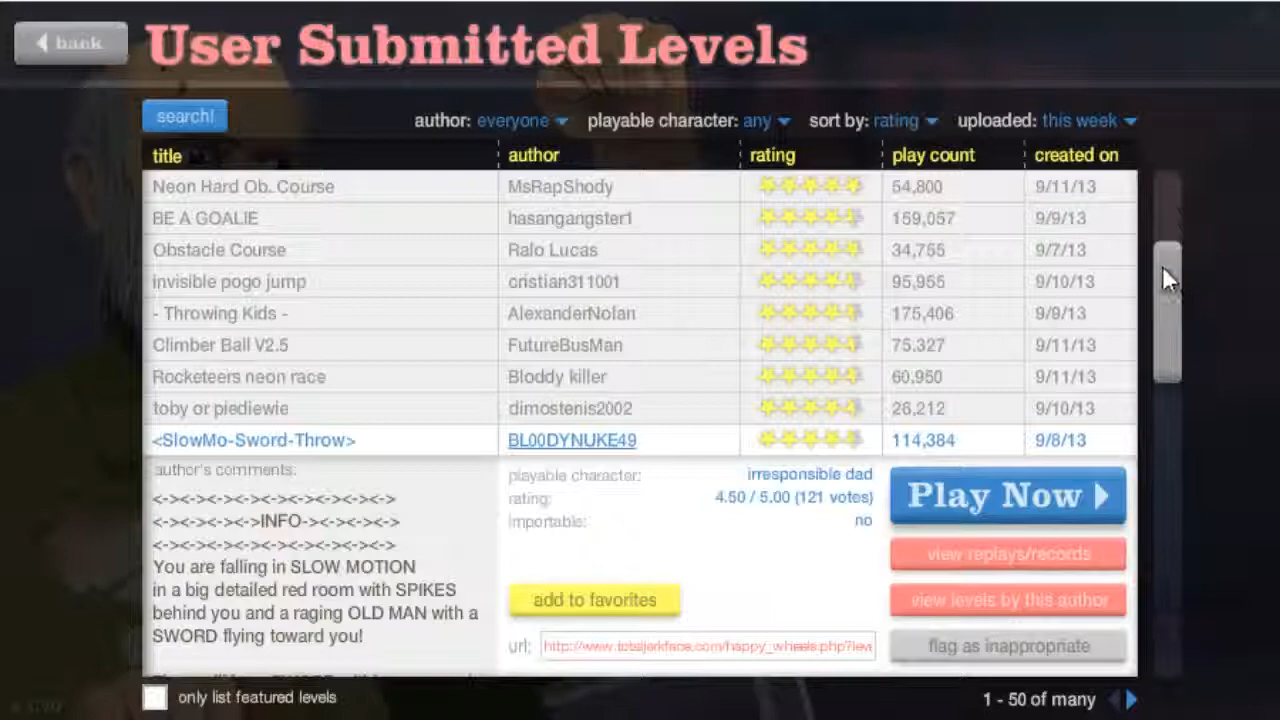 back
User Submitted Levels
search!
author: everyone playable character: any sort by: rating uploaded: this week
title author rating play count created on
Neon Hard Ob. Course MsRapShody 54,800 9/11/13
BE A GOALIE hasangangster1 159,057 9/9/13
Obstacle Course Ralo Lucas 34,755 9/7/13
invisible pogo jump cristian311001 95,955 9/10/13
- Throwing Kids - AlexanderNolan 175,406 9/9/13
Climber Ball V2.5 FutureBusMan 75,327 9/11/13
Rocketeers neon race Bloddy killer 60,950 9/11/13
toby or piediewie dimostenis2002 26,212 9/10/13
<SlowMo-Sword-Throw> BL00DYNUKE49 114,384 9/8/13
author's comments:
<-><-><-><-><-><-><-><-><->
<-><-><-><->INFO-><-><-><->
<-><-><-><-><-><-><-><-><->
You are falling in SLOW MOTION
in a big detailed red room with SPIKES
behind you and a raging OLD MAN with a
SWORD flying toward you!
playable character: irresponsible dad
rating: 4.50 / 5.00 (121 votes)
importable: no
add to favorites
url: http://www.totaljerkface.com/happy_wheels.php?lev
Play Now
view replays/records
view levels by this author
flag as inappropriate
only list featured levels
1 - 50 of many